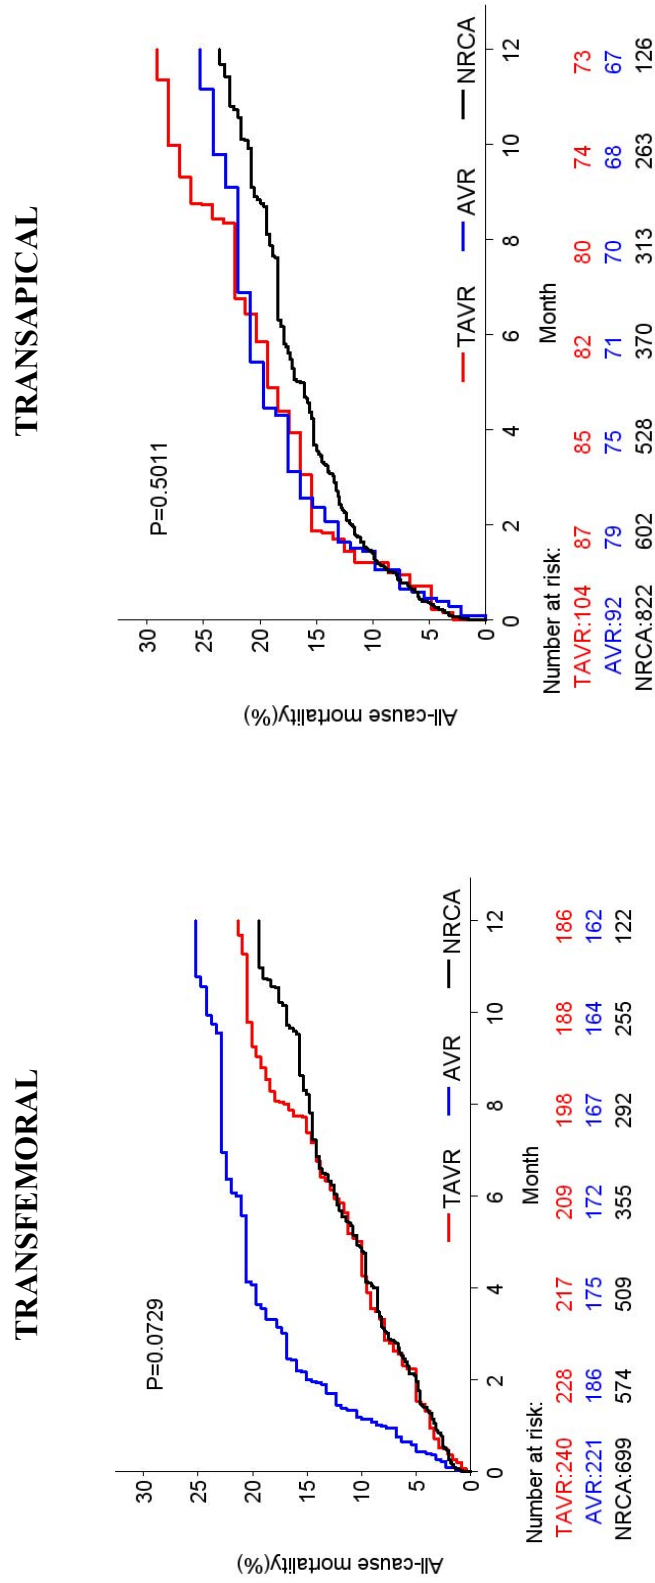 TRANSFEMORAL
P=0.0729
30
25
20
15
10
5
0
All-cause mortality(%)
TAVR AVR NRCA
0 2 4 6 8 10 12
Month
Number at risk:
TAVR:240 228 217 209 198 188 186
AVR:221 186 175 172 167 164 162
NRCA:699 574 509 355 292 255 122
TRANSAPICAL
P=0.5011
30
25
20
15
10
5
0
All-cause mortality(%)
TAVR AVR NRCA
0 2 4 6 8 10 12
Month
Number at risk:
TAVR:104 87 85 82 80 74 73
AVR:92 79 75 71 70 68 67
NRCA:822 602 528 370 313 263 126